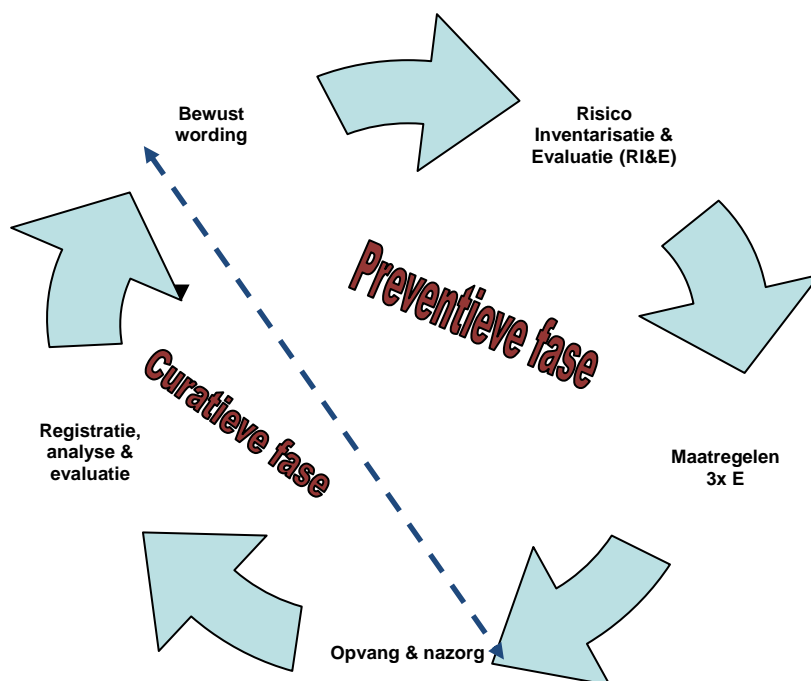 Bewust
wording
Risico
Inventarisatie &
Evaluatie (RI&E)
Preventieve fase
Curatieve fase
Registratie,
analyse &
evaluatie
Maatregelen
3x E
Opvang & nazorg